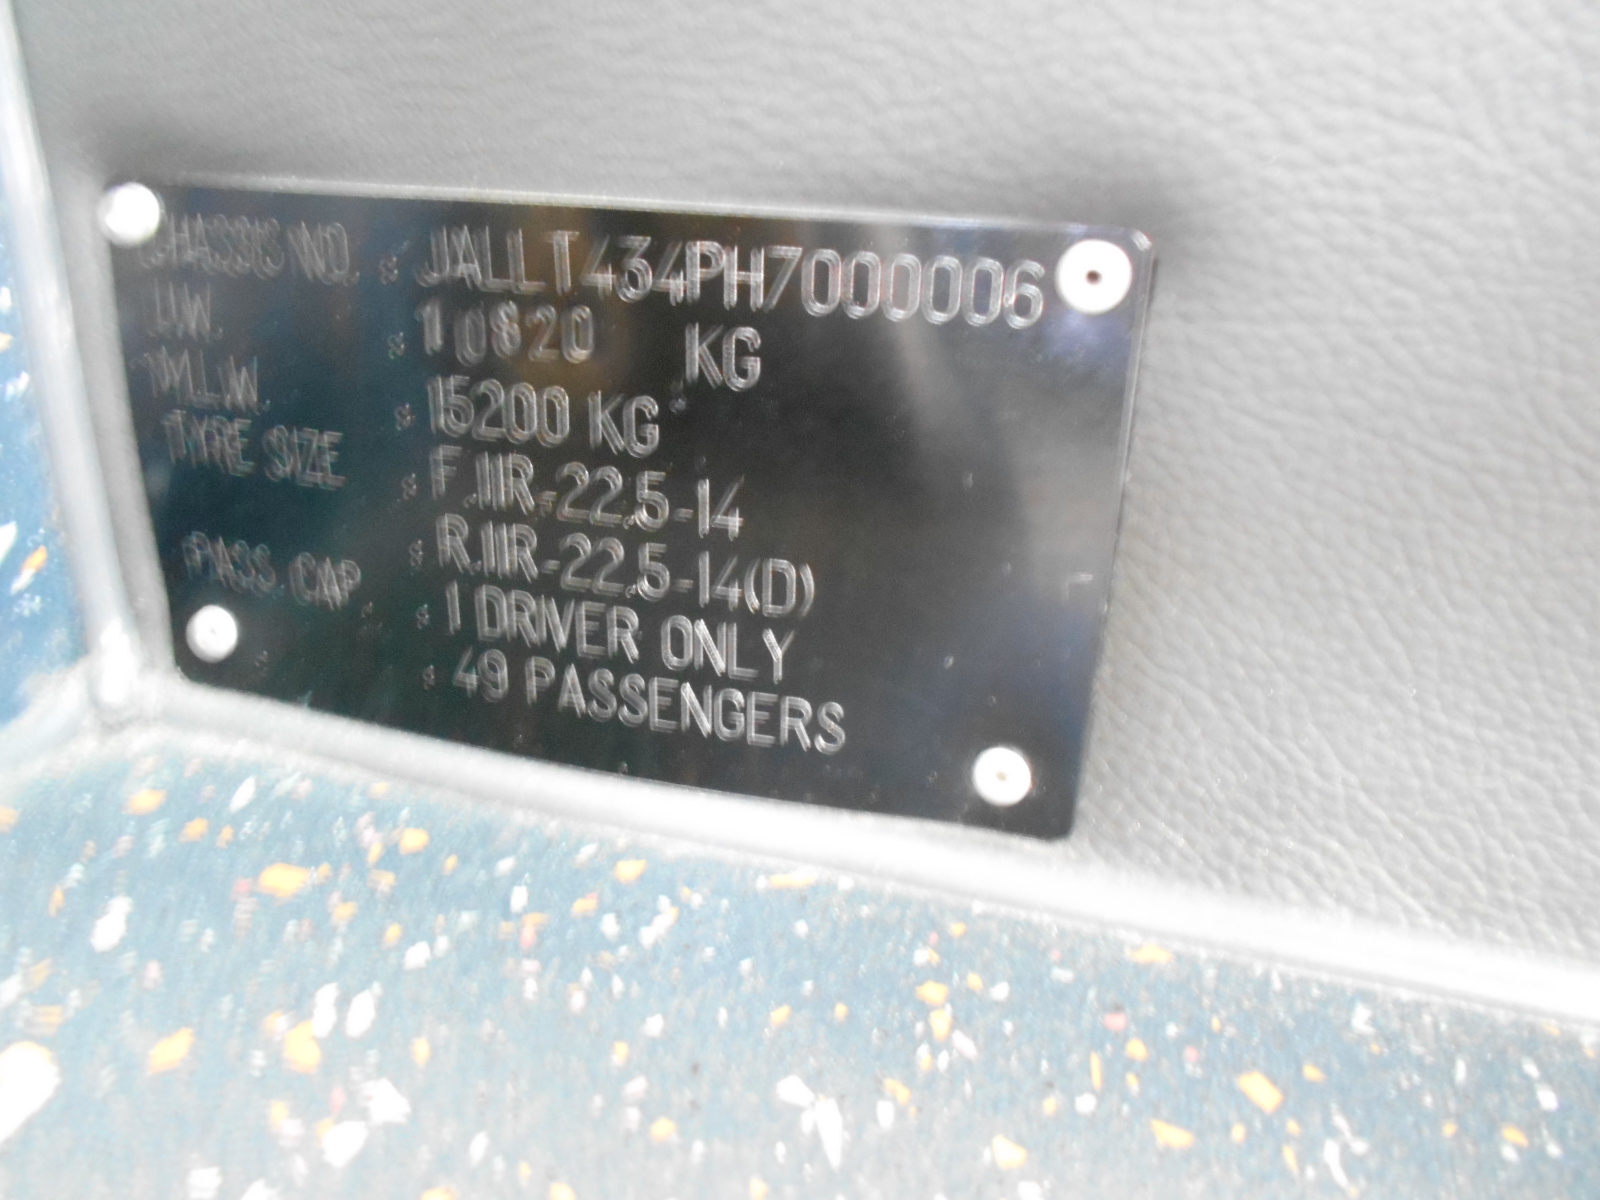 CHASSIS NO. : JALLT434PH7000006
U.W. : 10820 KG
M.L.W. : 15200 KG
TYRE SIZE : F.11R-22.5-14
: R.11R-22.5-14(D)
PASS. CAP. : 1 DRIVER ONLY
: 49 PASSENGERS